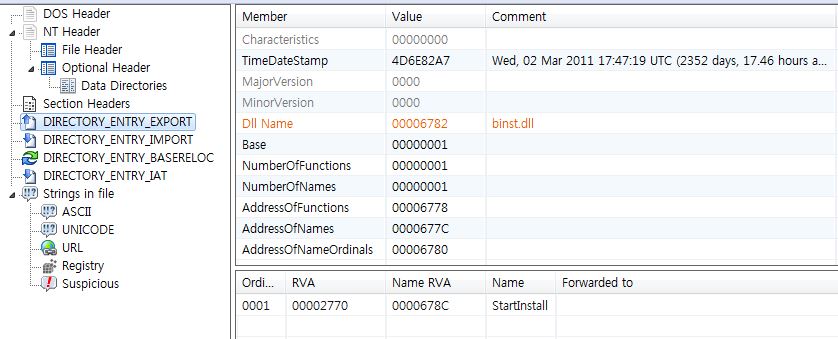 DOS Header
NT Header
File Header
Optional Header
Data Directories
Section Headers
DIRECTORY_ENTRY_EXPORT
DIRECTORY_ENTRY_IMPORT
DIRECTORY_ENTRY_BASERELOC
DIRECTORY_ENTRY_IAT
Strings in file
ASCII
UNICODE
URL
Registry
Suspicious
Member Value Comment
Characteristics 00000000
TimeDateStamp 4D6E82A7 Wed, 02 Mar 2011 17:47:19 UTC (2352 days, 17.46 hours a...
MajorVersion 0000
MinorVersion 0000
Dll Name 00006782 binst.dll
Base 00000001
NumberOfFunctions 00000001
NumberOfNames 00000001
AddressOfFunctions 00006778
AddressOfNames 0000677C
AddressOfNameOrdinals 00006780
Ordi... RVA Name RVA Name Forwarded to
0001 00002770 0000678C StartInstall